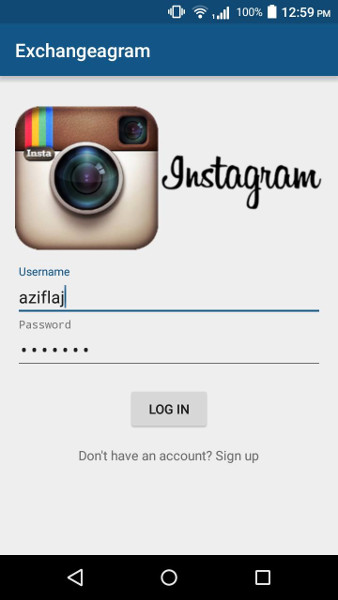 100% 12:59 PM
Exchangeagram
Insta
Instagram
Username
aziflaj
Password
•••••••
LOG IN
Don't have an account? Sign up